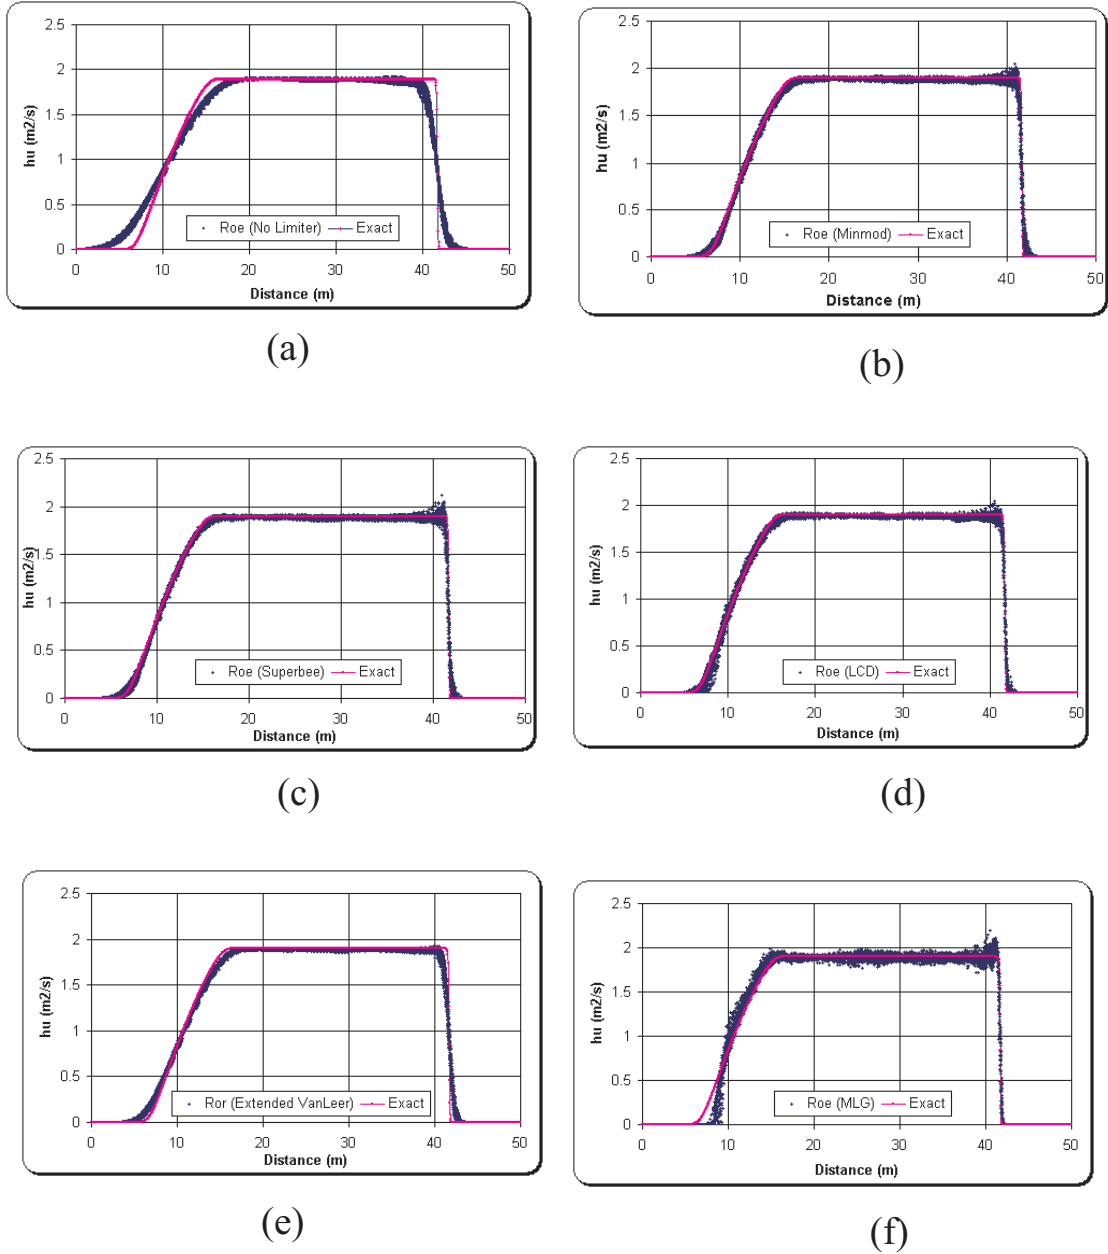 2.5
2
1.5
1
0.5
0
hu (m2/s)
Roe (No Limiter) Exact
0 10 20 30 40 50
Distance (m)
(a)
2.5
2
1.5
1
0.5
0
hu (m2/s)
Roe (Minmod) Exact
0 10 20 30 40 50
Distance (m)
(b)
2.5
2
1.5
1
0.5
0
hu (m2/s)
Roe (Superbee) Exact
0 10 20 30 40 50
Distance (m)
(c)
2.5
2
1.5
1
0.5
0
hu (m2/s)
Roe (LCD) Exact
0 10 20 30 40 50
Distance (m)
(d)
2.5
2
1.5
1
0.5
0
hu (m2/s)
Ror (Extended VanLeer) Exact
0 10 20 30 40 50
Distance (m)
(e)
2.5
2
1.5
1
0.5
0
hu (m2/s)
Roe (MLG) Exact
0 10 20 30 40 50
Distance (m)
(f)